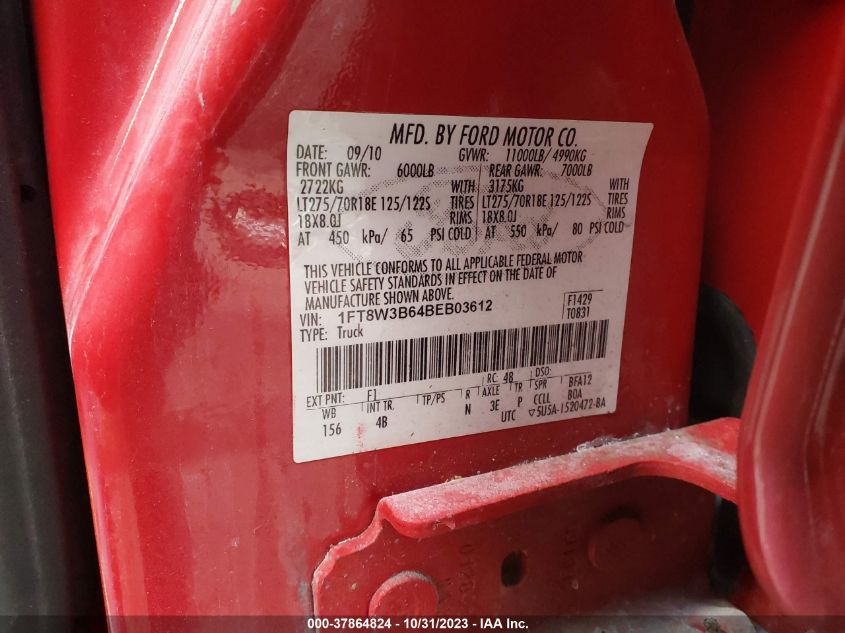 MFD. BY FORD MOTOR CO.
DATE: 09/10 GVWR: 11000LB/ 4990KG
FRONT GAWR: 6000LB REAR GAWR: 7000LB
2722KG WITH 3175KG WITH
LT275/70R18E 125/122S TIRES LT275/70R18E 125/122S TIRES
18X8.0J RIMS 18X8.0J RIMS
AT 450 kPa/ 65 PSI COLD AT 550 kPa/ 80 PSI COLD
THIS VEHICLE CONFORMS TO ALL APPLICABLE FEDERAL MOTOR
VEHICLE SAFETY STANDARDS IN EFFECT ON THE DATE OF
MANUFACTURE SHOWN ABOVE.
VIN: 1FT8W3B64BEB03612 F1429
TYPE: Truck T0831
EXT PNT: F1 RC: 48 DSO:
WB INT TR. TP/PS R AXLE TR SPR BFA12
156 4B N 3E P CCLL BOA
UTC ▽5U5A-1520472-BA
000-37864824 - 10/31/2023 - IAA Inc.